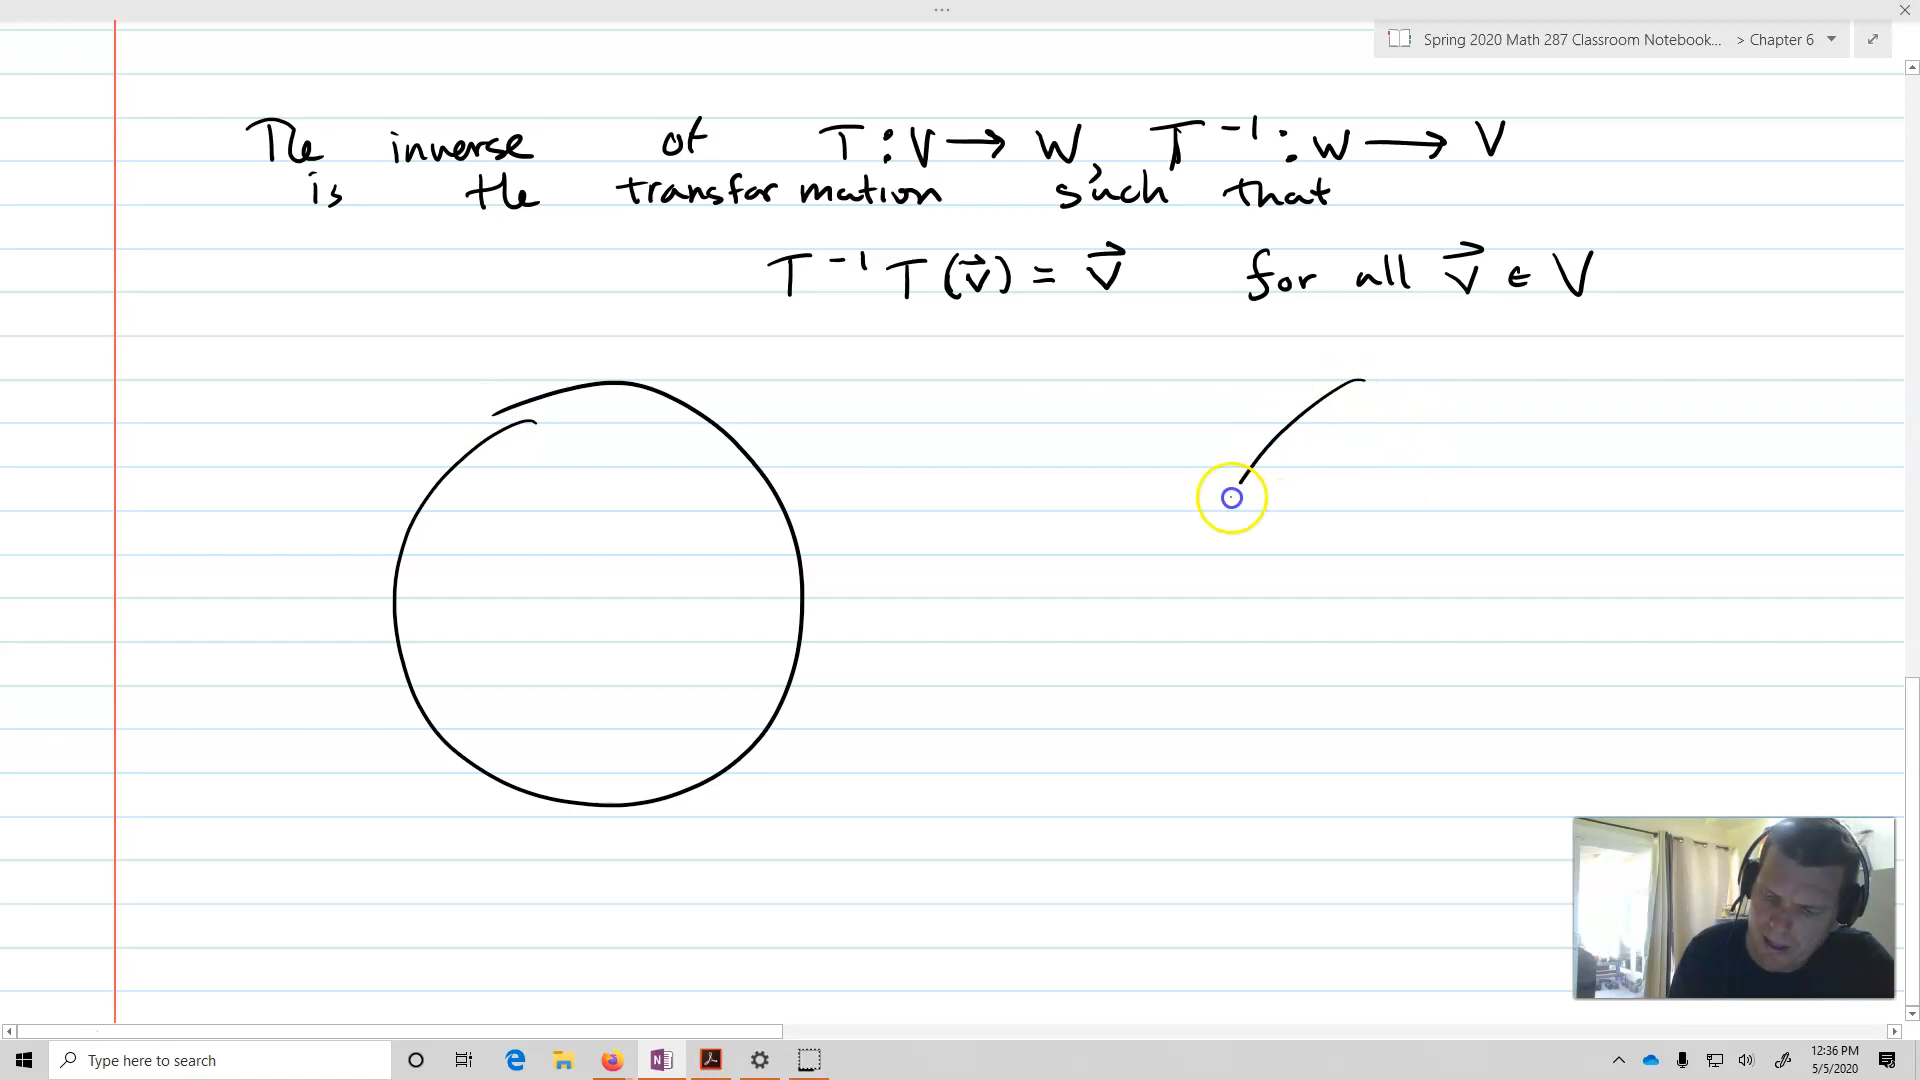 Spring 2020 Math 287 Classroom Notebook... > Chapter 6
The inverse of T : V → W, T⁻¹ : W → V
is the transformation such that
T⁻¹ T (v⃗) = v⃗ for all v⃗ ∈ V
Type here to search
12:36 PM
5/5/2020